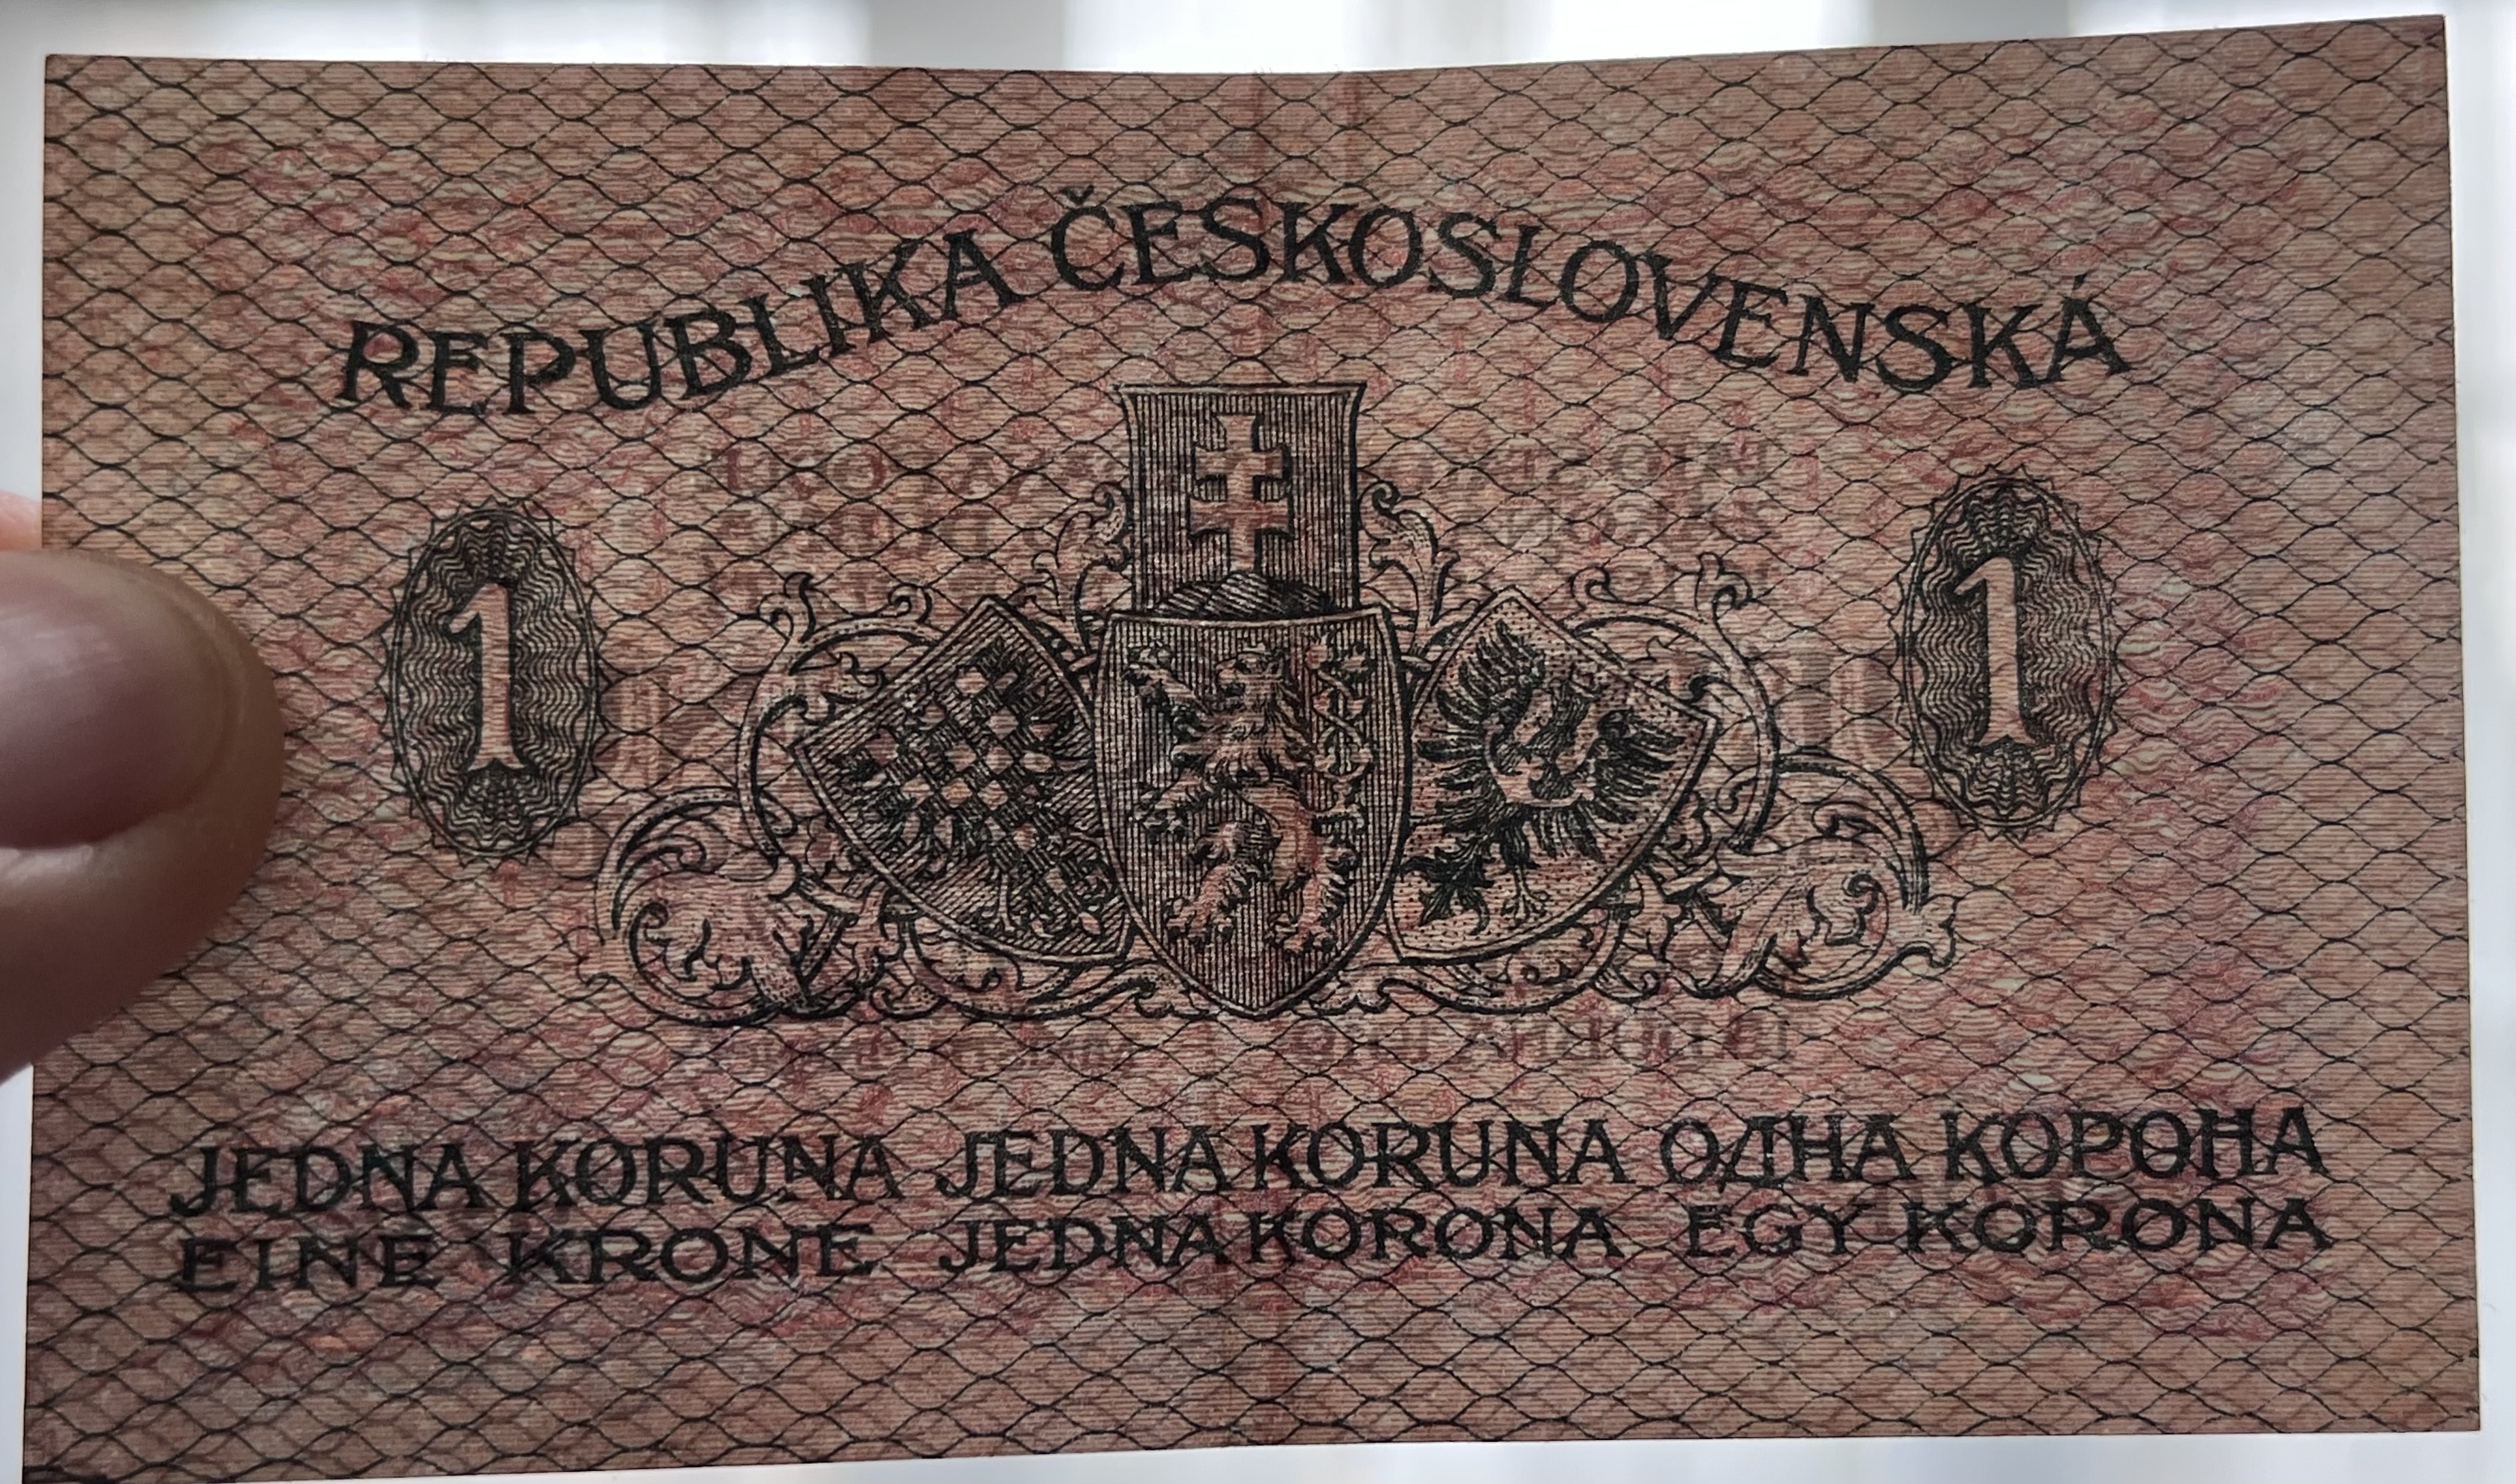 REPUBLIKA ČESKOSLOVENSKÁ
1 1
JEDNA KORUNA JEDNA KORUNA ОДНА КОРОНА
EINE KRONE JEDNA KORONA EGY KORONA